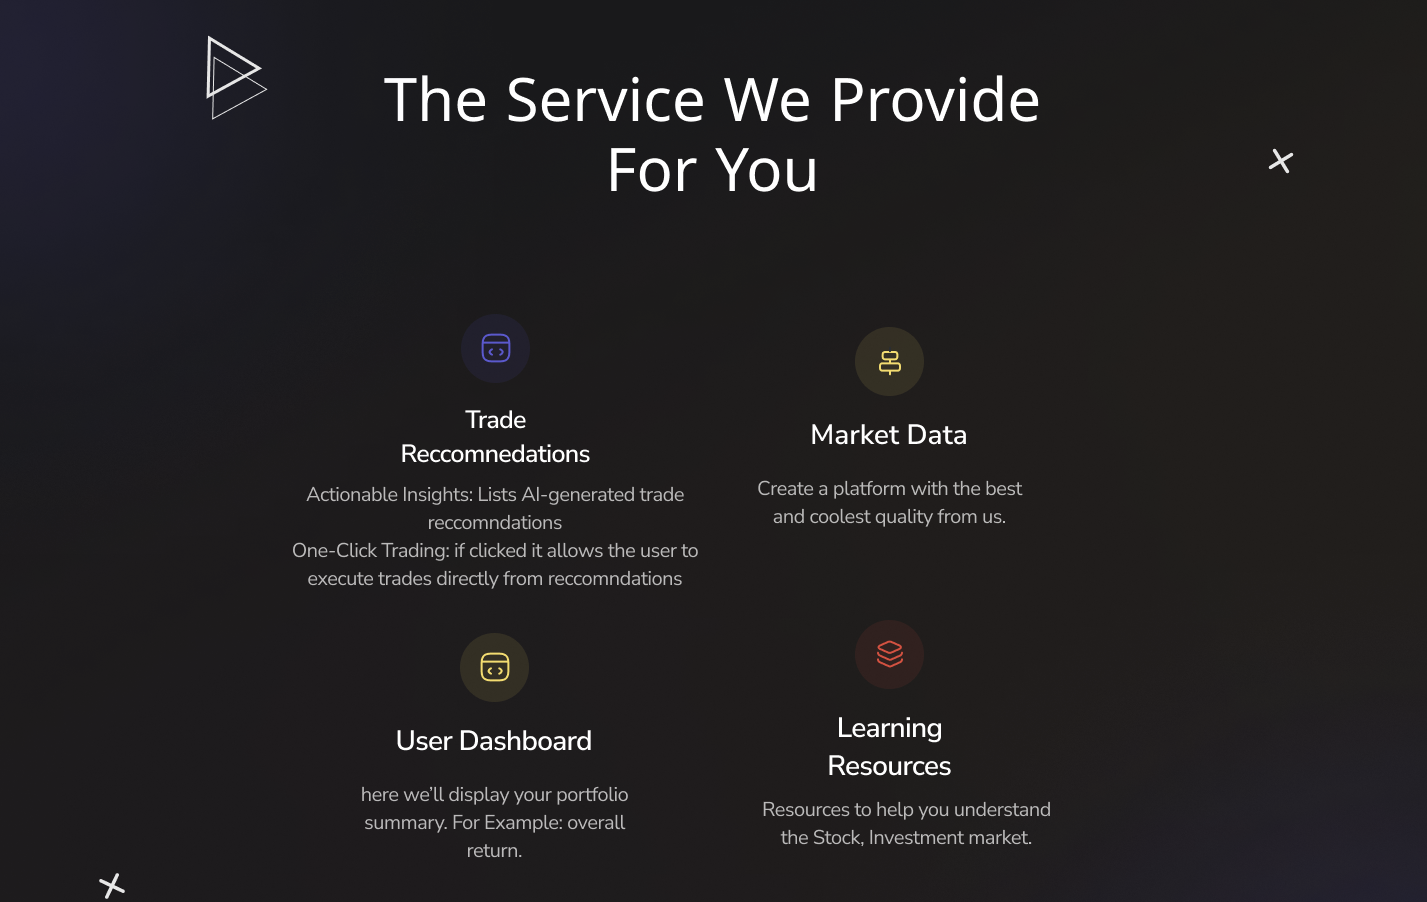 The Service We Provide
For You
Trade
Reccomnedations
Actionable Insights: Lists AI-generated trade
reccomndations
One-Click Trading: if clicked it allows the user to
execute trades directly from reccomndations
Market Data
Create a platform with the best
and coolest quality from us.
User Dashboard
here we’ll display your portfolio
summary. For Example: overall
return.
Learning
Resources
Resources to help you understand
the Stock, Investment market.